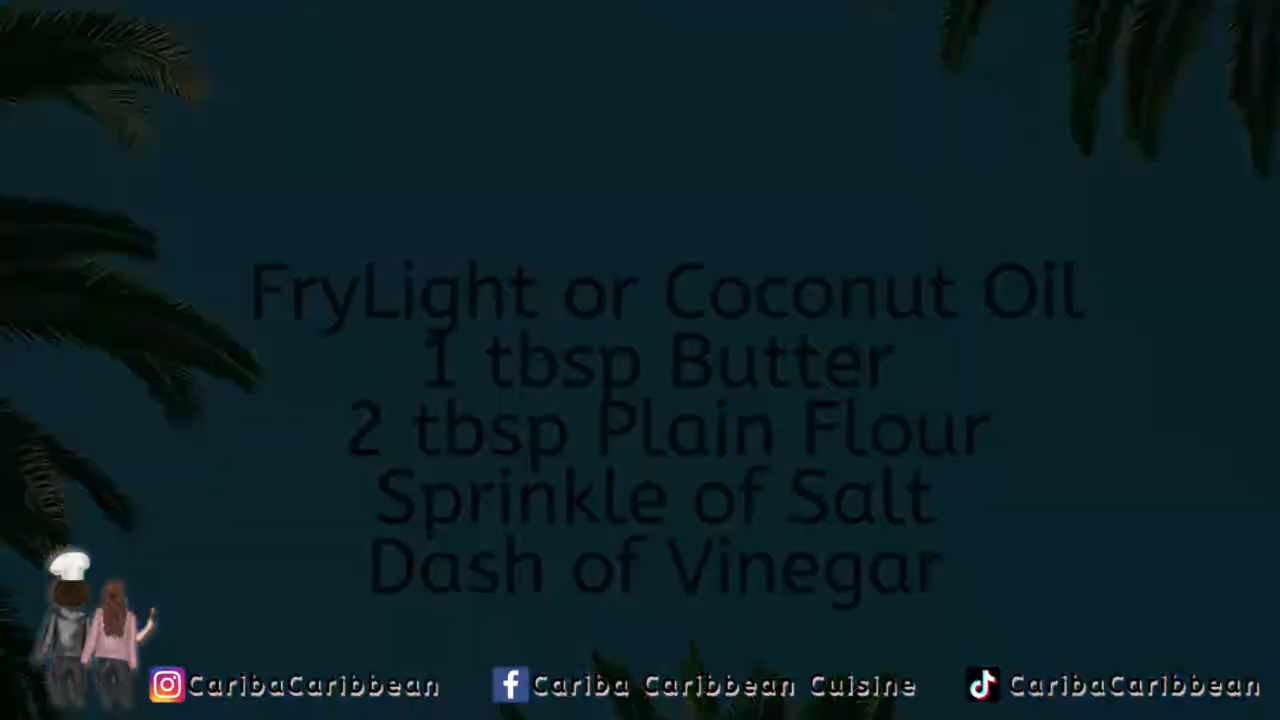 FryLight or Coconut Oil
1 tbsp Butter
2 tbsp Plain Flour
Sprinkle of Salt
Dash of Vinegar
CaribaCaribbean Cariba Caribbean Cuisine CaribaCaribbean